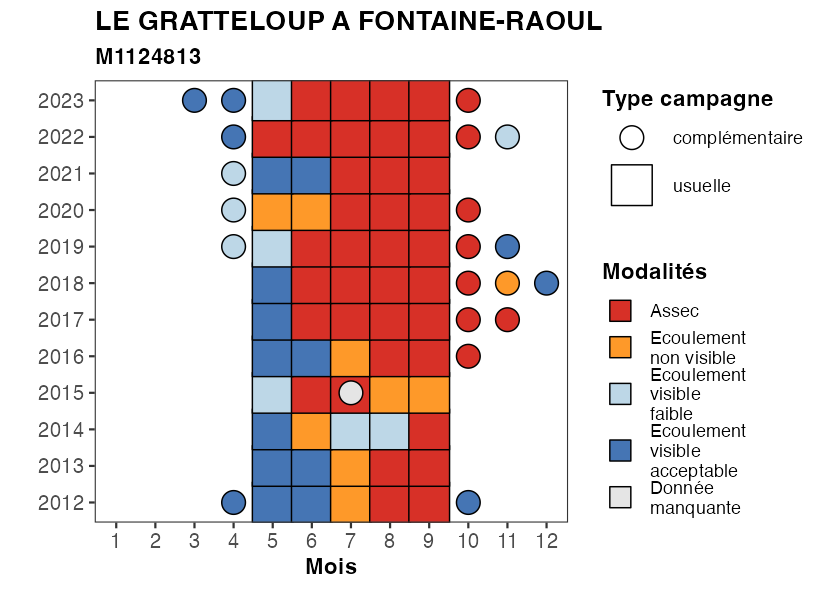 LE GRATTELOUP A FONTAINE-RAOUL
M1124813
2023
2022
2021
2020
2019
2018
2017
2016
2015
2014
2013
2012
1 2 3 4 5 6 7 8 9 10 11 12
Mois
Type campagne
complémentaire
usuelle
Modalités
Assec
Ecoulement
non visible
Ecoulement
visible
faible
Ecoulement
visible
acceptable
Donnée
manquante